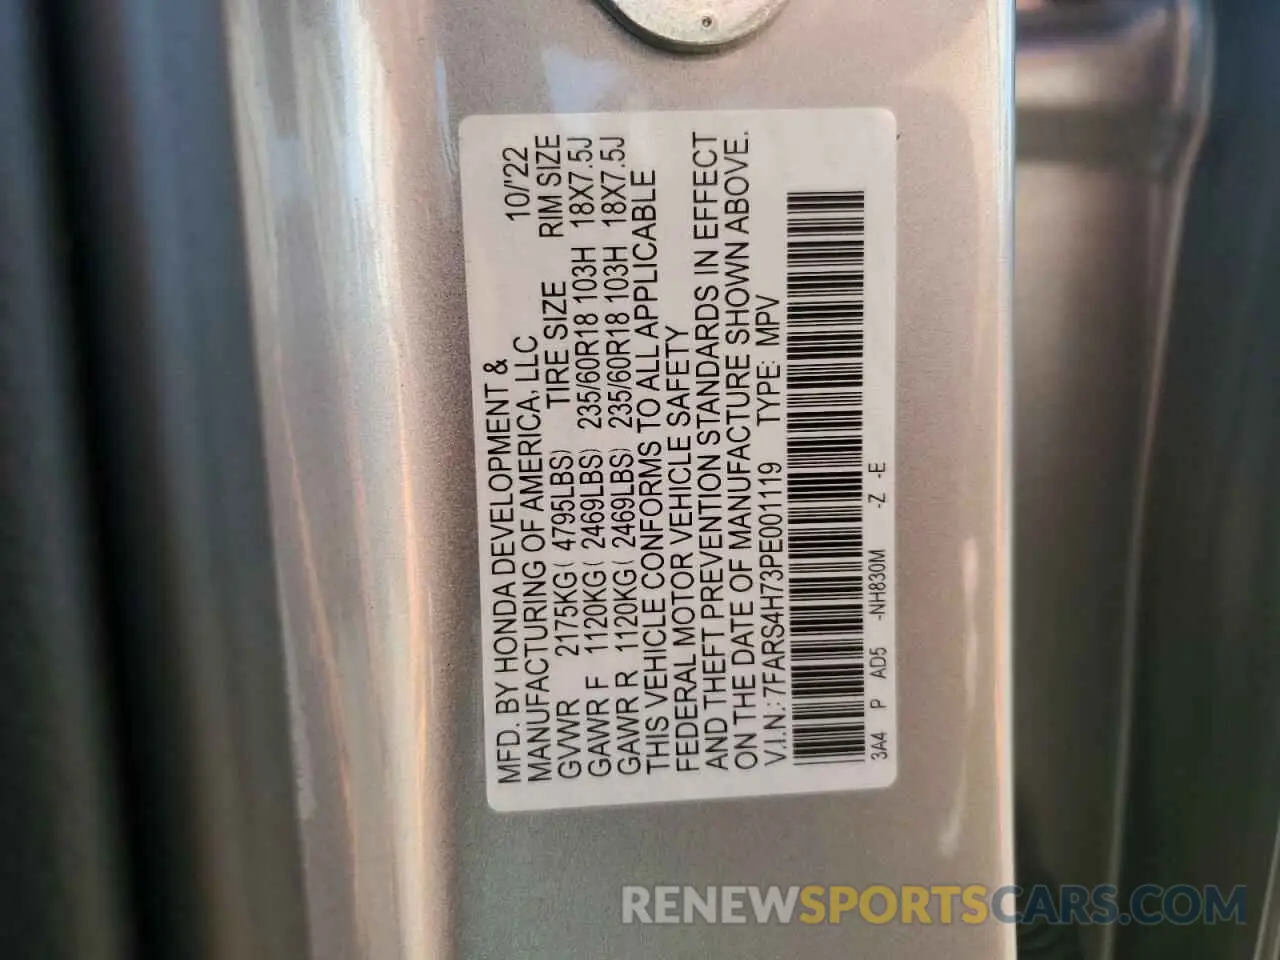 MFD. BY HONDA DEVELOPMENT &
MANUFACTURING OF AMERICA, LLC 10/'22
GVWR 2175KG( 4795LBS) TIRE SIZE RIM SIZE
GAWR F 1120KG( 2469LBS) 235/60R18 103H 18X7.5J
GAWR R 1120KG( 2469LBS) 235/60R18 103H 18X7.5J
THIS VEHICLE CONFORMS TO ALL APPLICABLE
FEDERAL MOTOR VEHICLE SAFETY
AND THEFT PREVENTION STANDARDS IN EFFECT
ON THE DATE OF MANUFACTURE SHOWN ABOVE.
V.I.N.: 7FARS4H73PE001119 TYPE: MPV
3A4 P AD5 -NH830M -Z -E
RENEWSPORTSCARS.COM